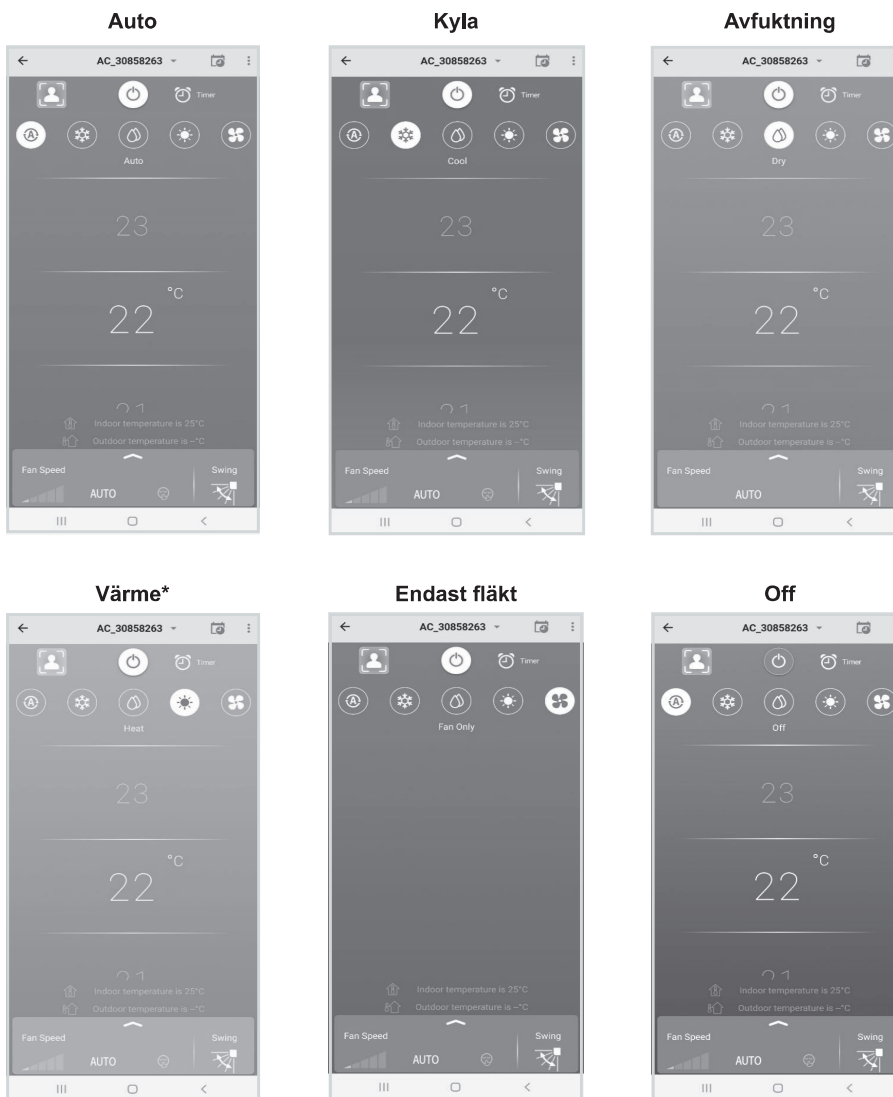 Auto
AC_30858263
Timer
Auto
23
°C
22
21
Indoor temperature is 25°C
Outdoor temperature is --°C
Fan Speed
Swing
AUTO
Kyla
AC_30858263
Timer
Cool
23
°C
22
21
Indoor temperature is 25°C
Outdoor temperature is --°C
Fan Speed
Swing
AUTO
Avfuktning
AC_30858263
Timer
Dry
23
°C
22
21
Indoor temperature is 25°C
Outdoor temperature is --°C
Fan Speed
Swing
AUTO
Värme*
AC_30858263
Timer
Heat
23
°C
22
21
Indoor temperature is 25°C
Outdoor temperature is --°C
Fan Speed
Swing
AUTO
Endast fläkt
AC_30858263
Timer
Fan Only
Indoor temperature is 25°C
Outdoor temperature is --°C
Fan Speed
Swing
AUTO
Off
AC_30858263
Timer
Off
23
°C
22
21
Indoor temperature is 25°C
Outdoor temperature is --°C
Fan Speed
Swing
AUTO